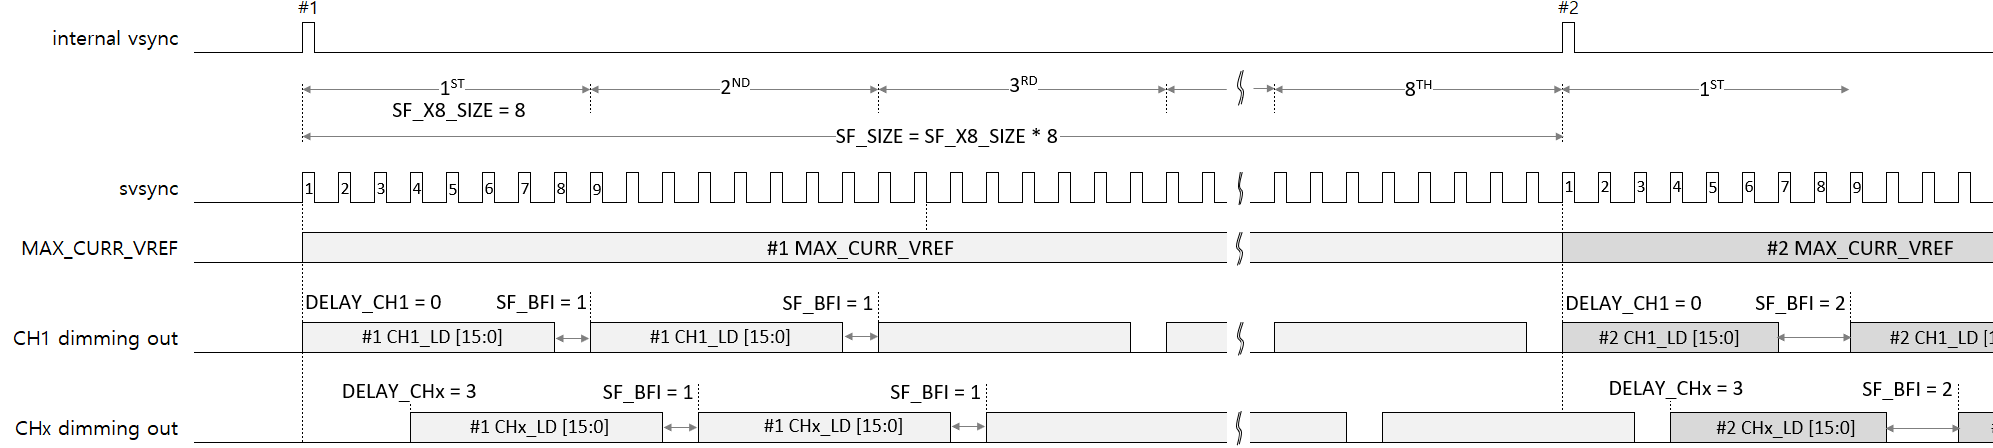 #1 #2
internal vsync
1ST 2ND 3RD 8TH 1ST
SF_X8_SIZE = 8
SF_SIZE = SF_X8_SIZE * 8
svsync 1 2 3 4 5 6 7 8 9 1 2 3 4 5 6 7 8 9
MAX_CURR_VREF #1 MAX_CURR_VREF #2 MAX_CURR_VREF
DELAY_CH1 = 0 SF_BFI = 1 SF_BFI = 1 DELAY_CH1 = 0 SF_BFI = 2
CH1 dimming out #1 CH1_LD [15:0] #1 CH1_LD [15:0] #2 CH1_LD [15:0] #2 CH1_LD [1
DELAY_CHx = 3 SF_BFI = 1 SF_BFI = 1 DELAY_CHx = 3 SF_BFI = 2
CHx dimming out #1 CHx_LD [15:0] #1 CHx_LD [15:0] #2 CHx_LD [15:0]